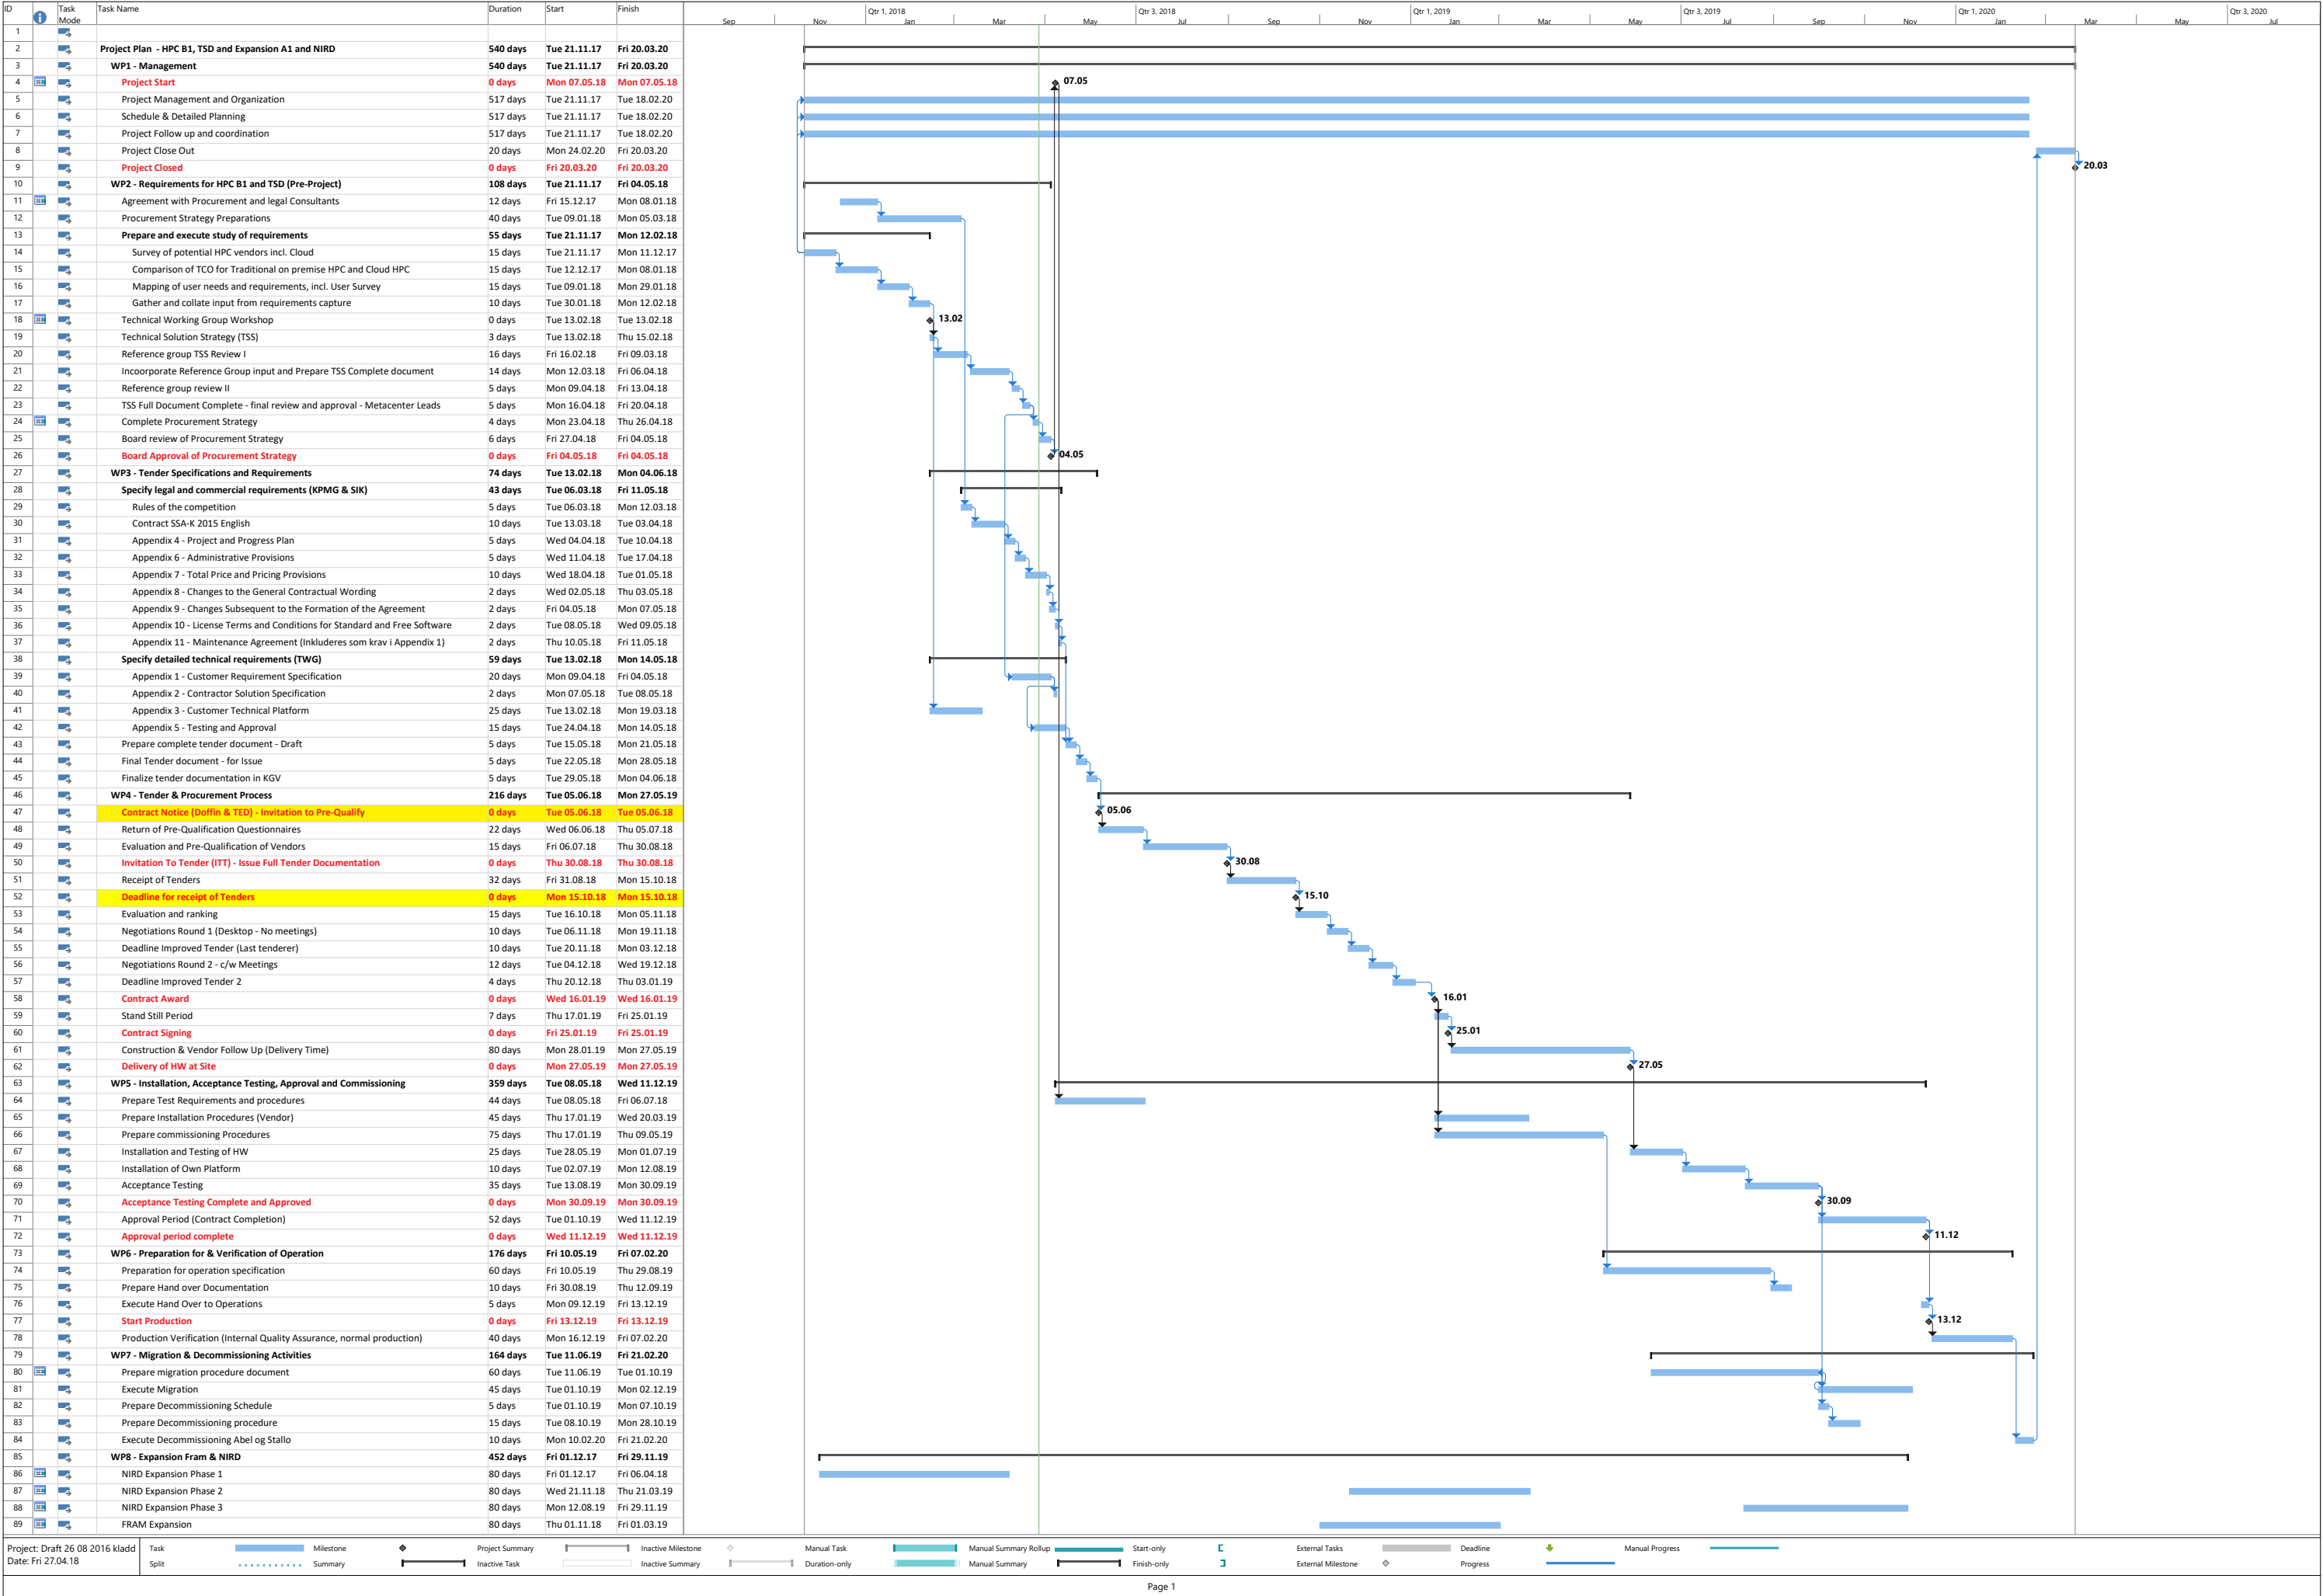 ID Task Mode Task Name Duration Start Finish
Qtr 1, 2018 Qtr 3, 2018 Qtr 1, 2019 Qtr 3, 2019 Qtr 1, 2020 Qtr 3, 2020
Sep Nov Jan Mar May Jul Sep Nov Jan Mar May Jul Sep Nov Jan Mar May Jul
1
2 Project Plan - HPC B1, TSD and Expansion A1 and NIRD 540 days Tue 21.11.17 Fri 20.03.20
3 WP1 - Management 540 days Tue 21.11.17 Fri 20.03.20
4 Project Start 0 days Mon 07.05.18 Mon 07.05.18 07.05
5 Project Management and Organization 517 days Tue 21.11.17 Tue 18.02.20
6 Schedule & Detailed Planning 517 days Tue 21.11.17 Tue 18.02.20
7 Project Follow up and coordination 517 days Tue 21.11.17 Tue 18.02.20
8 Project Close Out 20 days Mon 24.02.20 Fri 20.03.20
9 Project Closed 0 days Fri 20.03.20 Fri 20.03.20 20.03
10 WP2 - Requirements for HPC B1 and TSD (Pre-Project) 108 days Tue 21.11.17 Fri 04.05.18
11 Agreement with Procurement and legal Consultants 12 days Fri 15.12.17 Mon 08.01.18
12 Procurement Strategy Preparations 40 days Tue 09.01.18 Mon 05.03.18
13 Prepare and execute study of requirements 55 days Tue 21.11.17 Mon 12.02.18
14 Survey of potential HPC vendors incl. Cloud 15 days Tue 21.11.17 Mon 11.12.17
15 Comparison of TCO for Traditional on premise HPC and Cloud HPC 15 days Tue 12.12.17 Mon 08.01.18
16 Mapping of user needs and requirements, incl. User Survey 15 days Tue 09.01.18 Mon 29.01.18
17 Gather and collate input from requirements capture 10 days Tue 30.01.18 Mon 12.02.18
18 Technical Working Group Workshop 0 days Tue 13.02.18 Tue 13.02.18 13.02
19 Technical Solution Strategy (TSS) 3 days Tue 13.02.18 Thu 15.02.18
20 Reference group TSS Review I 16 days Fri 16.02.18 Fri 09.03.18
21 Incoorporate Reference Group input and Prepare TSS Complete document 14 days Mon 12.03.18 Fri 06.04.18
22 Reference group review II 5 days Mon 09.04.18 Fri 13.04.18
23 TSS Full Document Complete - final review and approval - Metacenter Leads 5 days Mon 16.04.18 Fri 20.04.18
24 Complete Procurement Strategy 4 days Mon 23.04.18 Thu 26.04.18
25 Board review of Procurement Strategy 6 days Fri 27.04.18 Fri 04.05.18
26 Board Approval of Procurement Strategy 0 days Fri 04.05.18 Fri 04.05.18 04.05
27 WP3 - Tender Specifications and Requirements 74 days Tue 13.02.18 Mon 04.06.18
28 Specify legal and commercial requirements (KPMG & SIK) 43 days Tue 06.03.18 Fri 11.05.18
29 Rules of the competition 5 days Tue 06.03.18 Mon 12.03.18
30 Contract SSA-K 2015 English 10 days Tue 13.03.18 Tue 03.04.18
31 Appendix 4 - Project and Progress Plan 5 days Wed 04.04.18 Tue 10.04.18
32 Appendix 6 - Administrative Provisions 5 days Wed 11.04.18 Tue 17.04.18
33 Appendix 7 - Total Price and Pricing Provisions 10 days Wed 18.04.18 Tue 01.05.18
34 Appendix 8 - Changes to the General Contractual Wording 2 days Wed 02.05.18 Thu 03.05.18
35 Appendix 9 - Changes Subsequent to the Formation of the Agreement 2 days Fri 04.05.18 Mon 07.05.18
36 Appendix 10 - License Terms and Conditions for Standard and Free Software 2 days Tue 08.05.18 Wed 09.05.18
37 Appendix 11 - Maintenance Agreement (Inkluderes som krav i Appendix 1) 2 days Thu 10.05.18 Fri 11.05.18
38 Specify detailed technical requirements (TWG) 59 days Tue 13.02.18 Mon 14.05.18
39 Appendix 1 - Customer Requirement Specification 20 days Mon 09.04.18 Fri 04.05.18
40 Appendix 2 - Contractor Solution Specification 2 days Mon 07.05.18 Tue 08.05.18
41 Appendix 3 - Customer Technical Platform 25 days Tue 13.02.18 Mon 19.03.18
42 Appendix 5 - Testing and Approval 15 days Tue 24.04.18 Mon 14.05.18
43 Prepare complete tender document - Draft 5 days Tue 15.05.18 Mon 21.05.18
44 Final Tender document - for Issue 5 days Tue 22.05.18 Mon 28.05.18
45 Finalize tender documentation in KGV 5 days Tue 29.05.18 Mon 04.06.18
46 WP4 - Tender & Procurement Process 216 days Tue 05.06.18 Mon 27.05.19
47 Contract Notice (Doffin & TED) - Invitation to Pre-Qualify 0 days Tue 05.06.18 Tue 05.06.18 05.06
48 Return of Pre-Qualification Questionnaires 22 days Wed 06.06.18 Thu 05.07.18
49 Evaluation and Pre-Qualification of Vendors 15 days Fri 06.07.18 Thu 30.08.18
50 Invitation To Tender (ITT) - Issue Full Tender Documentation 0 days Thu 30.08.18 Thu 30.08.18 30.08
51 Receipt of Tenders 32 days Fri 31.08.18 Mon 15.10.18
52 Deadline for receipt of Tenders 0 days Mon 15.10.18 Mon 15.10.18 15.10
53 Evaluation and ranking 15 days Tue 16.10.18 Mon 05.11.18
54 Negotiations Round 1 (Desktop - No meetings) 10 days Tue 06.11.18 Mon 19.11.18
55 Deadline Improved Tender (Last tenderer) 10 days Tue 20.11.18 Mon 03.12.18
56 Negotiations Round 2 - c/w Meetings 12 days Tue 04.12.18 Wed 19.12.18
57 Deadline Improved Tender 2 4 days Thu 20.12.18 Thu 03.01.19
58 Contract Award 0 days Wed 16.01.19 Wed 16.01.19 16.01
59 Stand Still Period 7 days Thu 17.01.19 Fri 25.01.19
60 Contract Signing 0 days Fri 25.01.19 Fri 25.01.19 25.01
61 Construction & Vendor Follow Up (Delivery Time) 80 days Mon 28.01.19 Mon 27.05.19
62 Delivery of HW at Site 0 days Mon 27.05.19 Mon 27.05.19 27.05
63 WP5 - Installation, Acceptance Testing, Approval and Commissioning 359 days Tue 08.05.18 Wed 11.12.19
64 Prepare Test Requirements and procedures 44 days Tue 08.05.18 Fri 06.07.18
65 Prepare Installation Procedures (Vendor) 45 days Thu 17.01.19 Wed 20.03.19
66 Prepare commissioning Procedures 75 days Thu 17.01.19 Thu 09.05.19
67 Installation and Testing of HW 25 days Tue 28.05.19 Mon 01.07.19
68 Installation of Own Platform 10 days Tue 02.07.19 Mon 12.08.19
69 Acceptance Testing 35 days Tue 13.08.19 Mon 30.09.19
70 Acceptance Testing Complete and Approved 0 days Mon 30.09.19 Mon 30.09.19 30.09
71 Approval Period (Contract Completion) 52 days Tue 01.10.19 Wed 11.12.19
72 Approval period complete 0 days Wed 11.12.19 Wed 11.12.19 11.12
73 WP6 - Preparation for & Verification of Operation 176 days Fri 10.05.19 Fri 07.02.20
74 Preparation for operation specification 60 days Fri 10.05.19 Thu 29.08.19
75 Prepare Hand over Documentation 10 days Fri 30.08.19 Thu 12.09.19
76 Execute Hand Over to Operations 5 days Mon 09.12.19 Fri 13.12.19
77 Start Production 0 days Fri 13.12.19 Fri 13.12.19 13.12
78 Production Verification (Internal Quality Assurance, normal production) 40 days Mon 16.12.19 Fri 07.02.20
79 WP7 - Migration & Decommissioning Activities 164 days Tue 11.06.19 Fri 21.02.20
80 Prepare migration procedure document 60 days Tue 11.06.19 Tue 01.10.19
81 Execute Migration 45 days Tue 01.10.19 Mon 02.12.19
82 Prepare Decommissioning Schedule 5 days Tue 01.10.19 Mon 07.10.19
83 Prepare Decommissioning procedure 15 days Tue 08.10.19 Mon 28.10.19
84 Execute Decommissioning Abel og Stallo 10 days Mon 10.02.20 Fri 21.02.20
85 WP8 - Expansion Fram & NIRD 452 days Fri 01.12.17 Fri 29.11.19
86 NIRD Expansion Phase 1 80 days Fri 01.12.17 Fri 06.04.18
87 NIRD Expansion Phase 2 80 days Wed 21.11.18 Thu 21.03.19
88 NIRD Expansion Phase 3 80 days Mon 12.08.19 Fri 29.11.19
89 FRAM Expansion 80 days Thu 01.11.18 Fri 01.03.19
Project: Draft 26 08 2016 kladd
Date: Fri 27.04.18
Task Milestone Project Summary Inactive Milestone Manual Task Manual Summary Rollup Start-only External Tasks Deadline Manual Progress
Split Summary Inactive Task Inactive Summary Duration-only Manual Summary Finish-only External Milestone Progress
Page 1